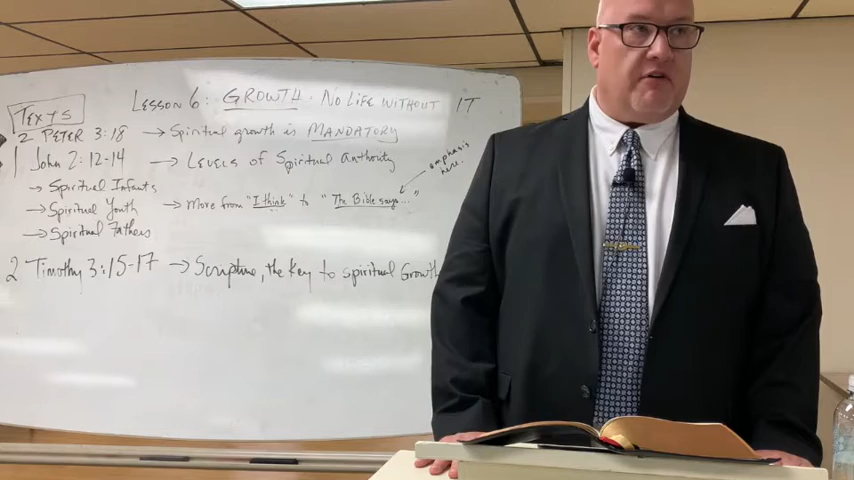 TEXTS
Lesson 6: GROWTH. NO LIFE WITHOUT IT
2 PETER 3:18 → Spiritual growth is MANDATORY
1 John 2:12-14 → LEVELS OF Spiritual Authority
emphasis
here.
→ Spiritual Infants
→ Spiritual Youth → Move from "I think" to "The Bible says..."
→ Spiritual Fathers
2 Timothy 3:15-17 → Scripture, the Key to Spiritual Growth